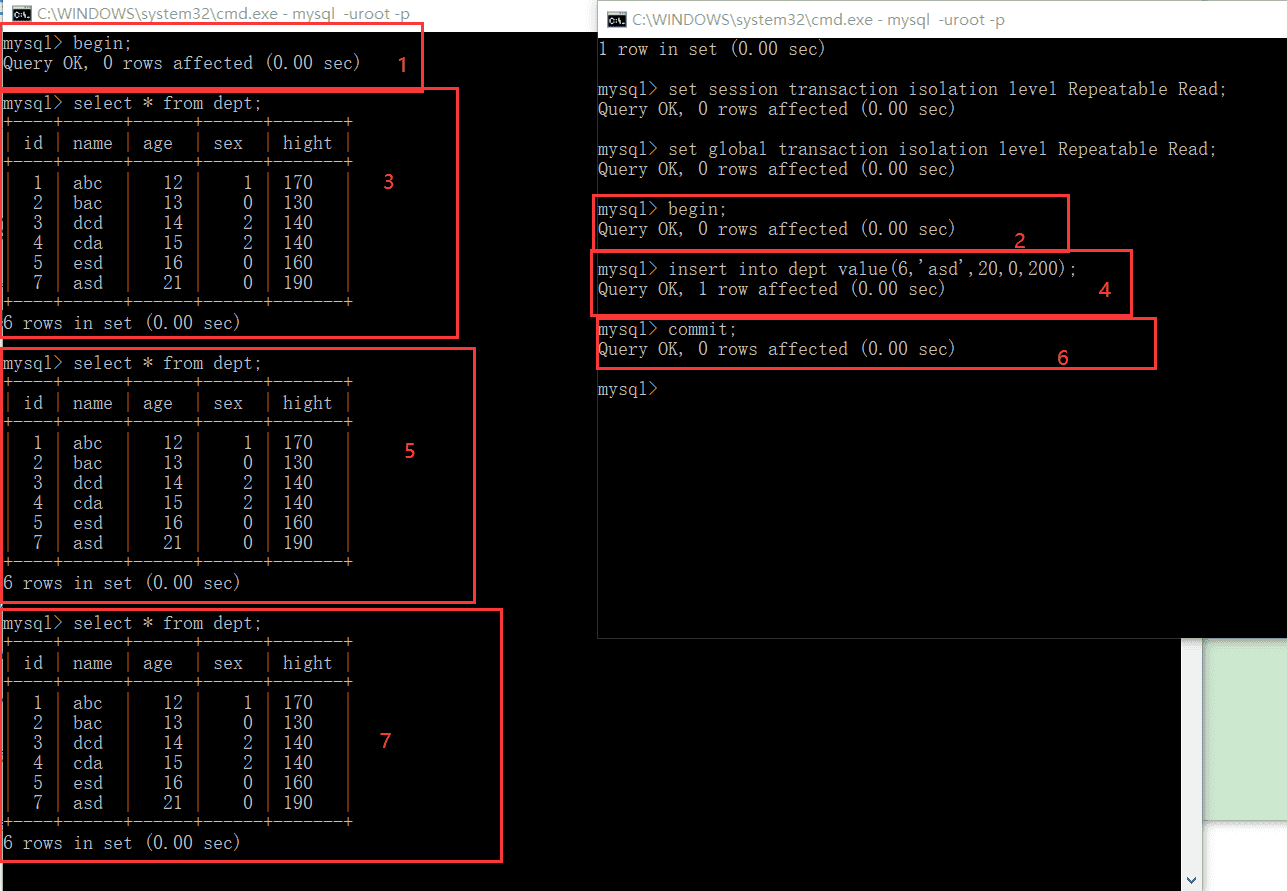 C:\WINDOWS\system32\cmd.exe - mysql  -uroot -p
mysql> begin;
Query OK, 0 rows affected (0.00 sec)
1
mysql> select * from dept;
+----+------+------+------+-------+
| id | name | age  | sex  | hight |
+----+------+------+------+-------+
|  1 | abc  |   12 |    1 | 170   |
|  2 | bac  |   13 |    0 | 130   |
|  3 | dcd  |   14 |    2 | 140   |
|  4 | cda  |   15 |    2 | 140   |
|  5 | esd  |   16 |    0 | 160   |
|  7 | asd  |   21 |    0 | 190   |
+----+------+------+------+-------+
6 rows in set (0.00 sec)
3
mysql> select * from dept;
+----+------+------+------+-------+
| id | name | age  | sex  | hight |
+----+------+------+------+-------+
|  1 | abc  |   12 |    1 | 170   |
|  2 | bac  |   13 |    0 | 130   |
|  3 | dcd  |   14 |    2 | 140   |
|  4 | cda  |   15 |    2 | 140   |
|  5 | esd  |   16 |    0 | 160   |
|  7 | asd  |   21 |    0 | 190   |
+----+------+------+------+-------+
6 rows in set (0.00 sec)
5
mysql> select * from dept;
+----+------+------+------+-------+
| id | name | age  | sex  | hight |
+----+------+------+------+-------+
|  1 | abc  |   12 |    1 | 170   |
|  2 | bac  |   13 |    0 | 130   |
|  3 | dcd  |   14 |    2 | 140   |
|  4 | cda  |   15 |    2 | 140   |
|  5 | esd  |   16 |    0 | 160   |
|  7 | asd  |   21 |    0 | 190   |
+----+------+------+------+-------+
6 rows in set (0.00 sec)
7
C:\WINDOWS\system32\cmd.exe - mysql  -uroot -p
1 row in set (0.00 sec)
mysql> set session transaction isolation level Repeatable Read;
Query OK, 0 rows affected (0.00 sec)
mysql> set global transaction isolation level Repeatable Read;
Query OK, 0 rows affected (0.00 sec)
mysql> begin;
Query OK, 0 rows affected (0.00 sec)
2
mysql> insert into dept value(6,'asd',20,0,200);
Query OK, 1 row affected (0.00 sec)
4
mysql> commit;
Query OK, 0 rows affected (0.00 sec)
6
mysql>